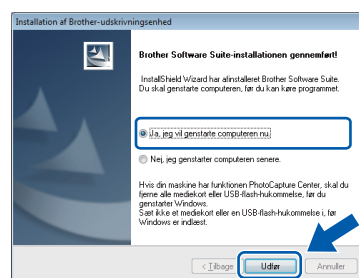 Installation af Brother-udskrivningsenhed
Brother Software Suite-installationen gennemført!
InstallShield Wizard har afinstalleret Brother Software Suite.
Du skal genstarte computeren, før du kan køre programmet.
Ja, jeg vil genstarte computeren nu.
Nej, jeg genstarter computeren senere.
Hvis din maskine har funktionen PhotoCapture Center, skal du
fjerne alle mediekort eller USB-flash-hukommelse, før du
genstarter Windows.
Sæt ikke et mediekort eller en USB-flash-hukommelse i, før
Windows er indlæst.
< Tilbage
Udfør
Annuller